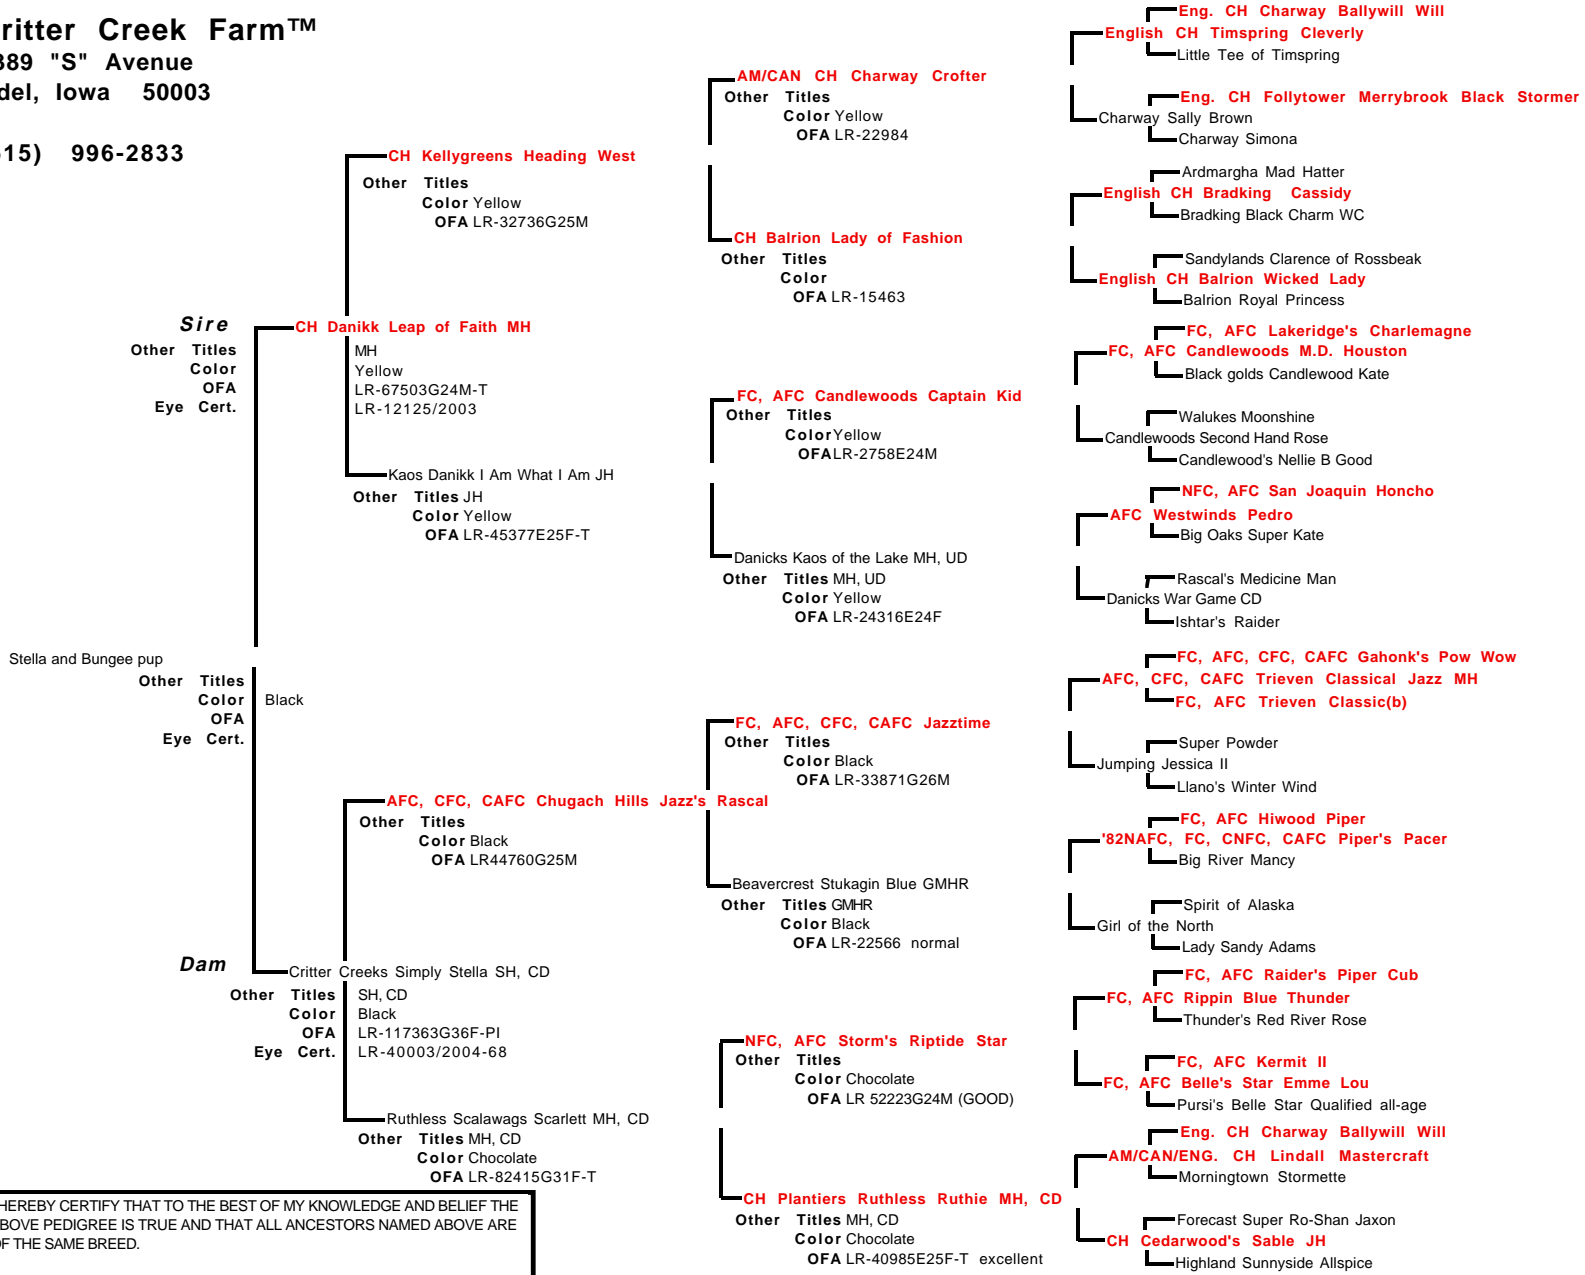 ritter Creek Farm™
389 "S" Avenue
del, Iowa 50003
515) 996-2833
Stella and Bungee pup
Other Titles
Color Black
OFA
Eye Cert.
Sire
CH Danikk Leap of Faith MH
Other Titles MH
Color Yellow
OFA LR-67503G24M-T
Eye Cert. LR-12125/2003
Dam
Critter Creeks Simply Stella SH, CD
Other Titles SH, CD
Color Black
OFA LR-117363G36F-PI
Eye Cert. LR-40003/2004-68
CH Kellygreens Heading West
Other Titles
Color Yellow
OFA LR-32736G25M
Kaos Danikk I Am What I Am JH
Other Titles JH
Color Yellow
OFA LR-45377E25F-T
AFC, CFC, CAFC Chugach Hills Jazz's Rascal
Other Titles
Color Black
OFA LR44760G25M
Ruthless Scalawags Scarlett MH, CD
Other Titles MH, CD
Color Chocolate
OFA LR-82415G31F-T
AM/CAN CH Charway Crofter
Other Titles
Color Yellow
OFA LR-22984
CH Balrion Lady of Fashion
Other Titles
Color
OFA LR-15463
FC, AFC Candlewoods Captain Kid
Other Titles
Color Yellow
OFA LR-2758E24M
Danicks Kaos of the Lake MH, UD
Other Titles MH, UD
Color Yellow
OFA LR-24316E24F
FC, AFC, CFC, CAFC Jazztime
Other Titles
Color Black
OFA LR-33871G26M
Beavercrest Stukagin Blue GMHR
Other Titles GMHR
Color Black
OFA LR-22566 normal
NFC, AFC Storm's Riptide Star
Other Titles
Color Chocolate
OFA LR 52223G24M (GOOD)
CH Plantiers Ruthless Ruthie MH, CD
Other Titles MH, CD
Color Chocolate
OFA LR-40985E25F-T excellent
Eng. CH Charway Ballywill Will
English CH Timspring Cleverly
Little Tee of Timspring
Eng. CH Follytower Merrybrook Black Stormer
Charway Sally Brown
Charway Simona
Ardmargha Mad Hatter
English CH Bradking Cassidy
Bradking Black Charm WC
Sandylands Clarence of Rossbeak
English CH Balrion Wicked Lady
Balrion Royal Princess
FC, AFC Lakeridge's Charlemagne
FC, AFC Candlewoods M.D. Houston
Black golds Candlewood Kate
Walukes Moonshine
Candlewoods Second Hand Rose
Candlewood's Nellie B Good
NFC, AFC San Joaquin Honcho
AFC Westwinds Pedro
Big Oaks Super Kate
Rascal's Medicine Man
Danicks War Game CD
Ishtar's Raider
FC, AFC, CFC, CAFC Gahonk's Pow Wow
AFC, CFC, CAFC Trieven Classical Jazz MH
FC, AFC Trieven Classic(b)
Super Powder
Jumping Jessica II
Llano's Winter Wind
FC, AFC Hiwood Piper
'82NAFC, FC, CNFC, CAFC Piper's Pacer
Big River Mancy
Spirit of Alaska
Girl of the North
Lady Sandy Adams
FC, AFC Raider's Piper Cub
FC, AFC Rippin Blue Thunder
Thunder's Red River Rose
FC, AFC Kermit II
FC, AFC Belle's Star Emme Lou
Pursi's Belle Star Qualified all-age
Eng. CH Charway Ballywill Will
AM/CAN/ENG. CH Lindall Mastercraft
Morningtown Stormette
Forecast Super Ro-Shan Jaxon
CH Cedarwood's Sable JH
Highland Sunnyside Allspice
HEREBY CERTIFY THAT TO THE BEST OF MY KNOWLEDGE AND BELIEF THE
BOVE PEDIGREE IS TRUE AND THAT ALL ANCESTORS NAMED ABOVE ARE
OF THE SAME BREED.